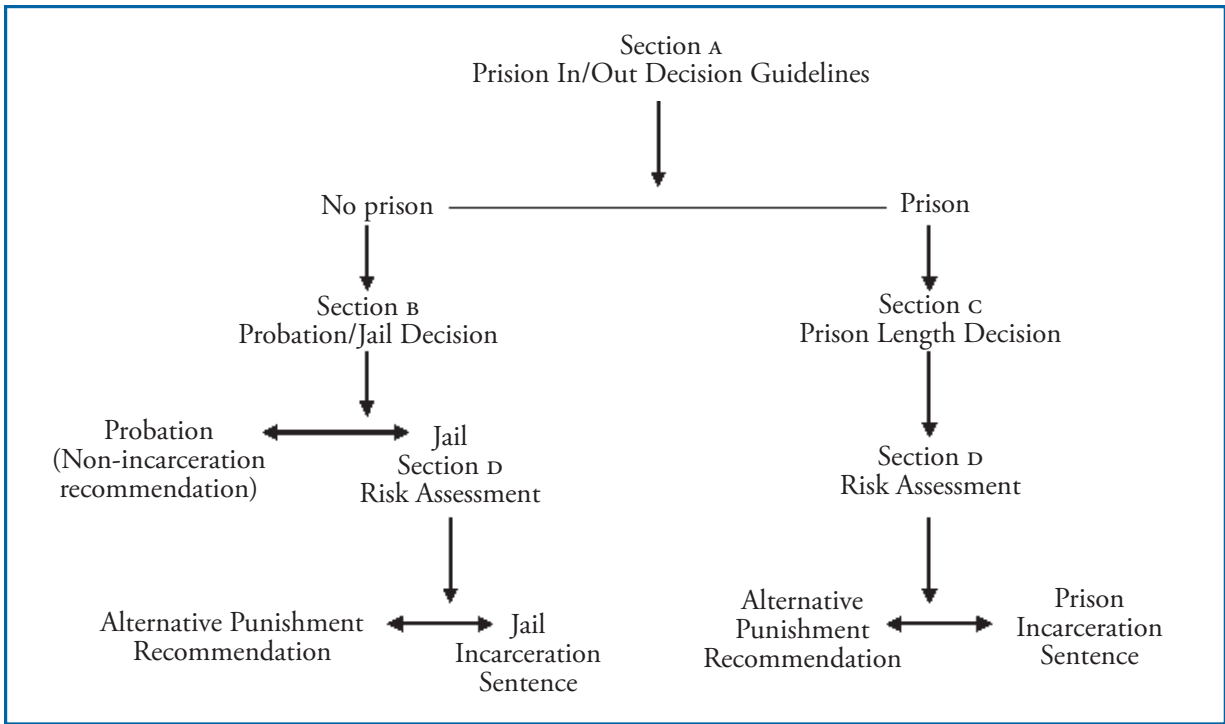 Section A
Prision In/Out Decision Guidelines
No prison
Prison
Section B
Probation/Jail Decision
Section C
Prison Length Decision
Probation
(Non-incarceration
recommendation)
Jail
Section D
Risk Assessment
Section D
Risk Assessment
Alternative Punishment
Recommendation
Jail
Incarceration
Sentence
Alternative
Punishment
Recommendation
Prison
Incarceration
Sentence